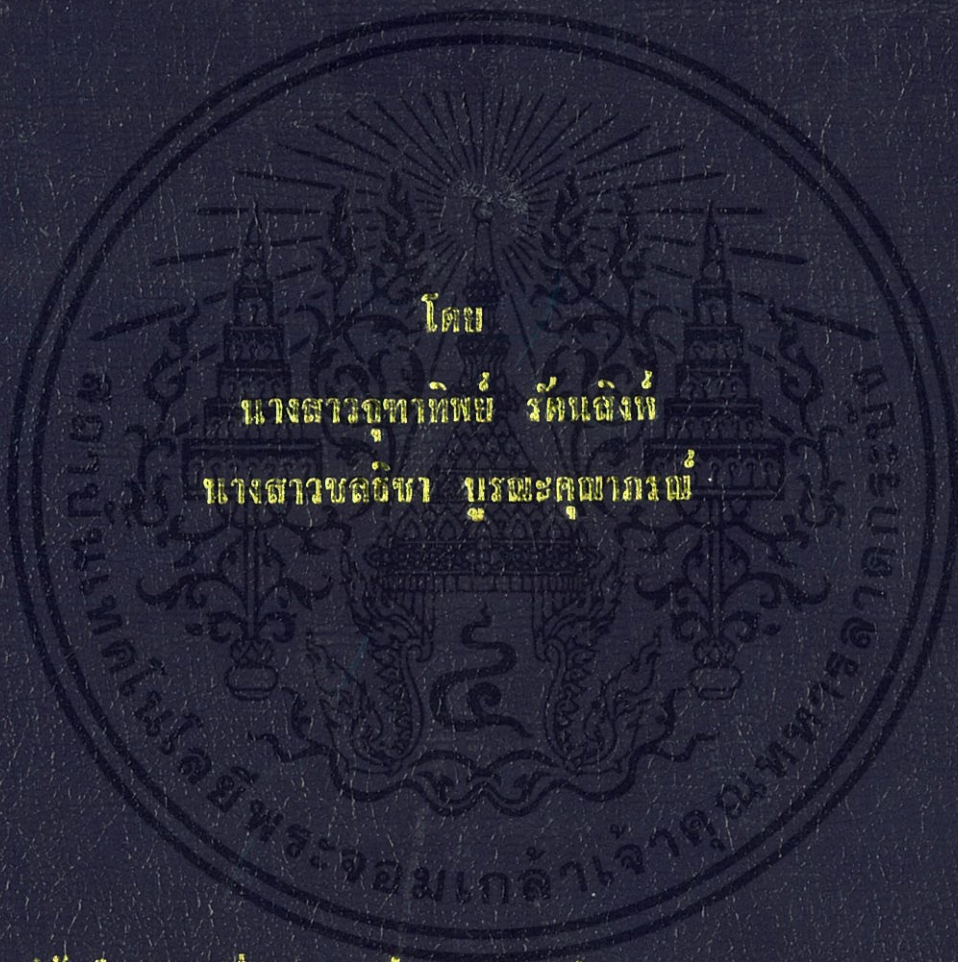 โดย
นางสาวจุฑาทิพย์ รัตนสิงห์
นางสาวชลธิชา บูรณะคุณาภรณ์
สถาบันเทคโนโลยีพระจอมเกล้าเจ้าคุณทหารลาดกระบัง